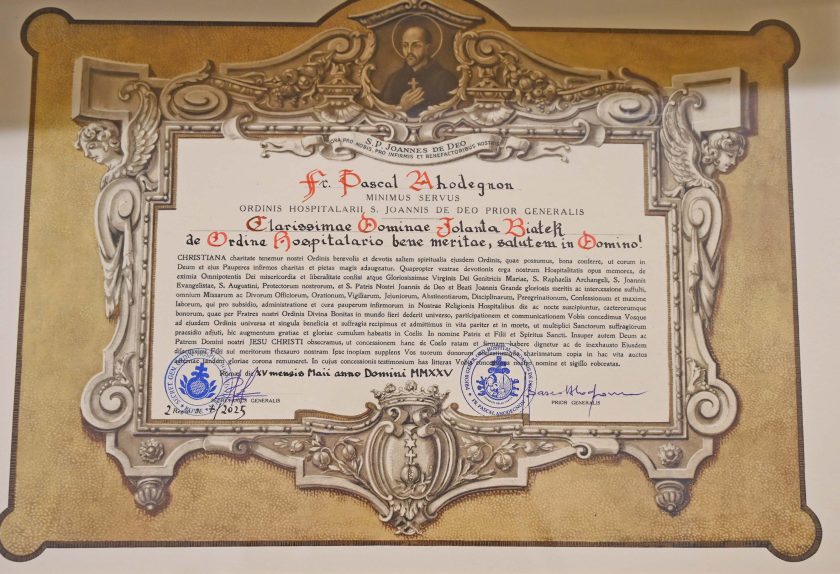 S.P. JOANNES DE DEO
ORA PRO NOBIS, PRO INFIRMIS ET BENEFACTORIBUS NOSTRIS
Fr. Pascal Ahodegnon
MINIMUS SERVUS
ORDINIS HOSPITALARII S. JOANNIS DE DEO PRIOR GENERALIS
Clarissimae Dominae Jolanta Białek
de Ordine Hospitalario bene meritae, salutem in Domino!
CHRISTIANA charitate tenemur nostri Ordinis benevolis et devotis saltem spiritualia ejusdem Ordinis, quae possumus, bona conferre, ut eorum in
Deum et ejus Pauperes infirmos charitas et pietas magis adaugeatur. Quapropter vestrae devotionis erga nostrum Hospitalitatis opus memores, de
eximia Omnipotentis Dei misericordia et liberalitate confisi atque Gloriosissimae Virginis Dei Genitricis Mariae, S. Raphaelis Archangeli, S. Joannis
Evangelistae, S. Augustini, Protectorum nostrorum, et S. Patris Nostri Joannis de Deo et Beati Joannis Grande gloriosis meritis ac intercessione suffulti,
omnium Missarum ac Divorum Officiorum, Orationum, Vigiliarum, Jejuniorum, Abstinentiarum, Disciplinarum, Peregrinationum, Confessionum et maxime
laborum, qui pro subsidio, administratione et cura pauperum infirmorum in Nostrae Religionis Hospitalibus die ac nocte suscipiuntur, caeterorumque
bonorum, quae per Fratres nostri Ordinis Divina Bonitas in mundo fieri dederit universo, participationem et communicationem Vobis concedimus Vosque
ad ejusdem Ordinis universa et singula beneficia et suffragia recipimus et admittimus in vita pariter et in morte, ut multiplici Sanctorum suffragiorum
praesidio adjuti, hic augmentum gratiae et gloriae cumulum habeatis in Coelis. In nomine Patris et Filii et Spiritus Sancti. Insuper autem Deum ac
Patrem Domini nostri JESU CHRISTI obsecramus, ut concessionem hanc de Coelo ratam et firmam habere dignetur ac de inexhausto Ejusdem
Filii sui meritorum thesauro nostram Ipse inopiam supplens Vos suorum donorum charismatum copia in hac vita auctos
gloriae corona remuneret. In cujus concessionis testimonium has litteras nomine et sigillo roboratas.
Romae die XV mensis Maii anno Domini MMXXV
GENERALIS
PRIOR GENERALIS
2 2025